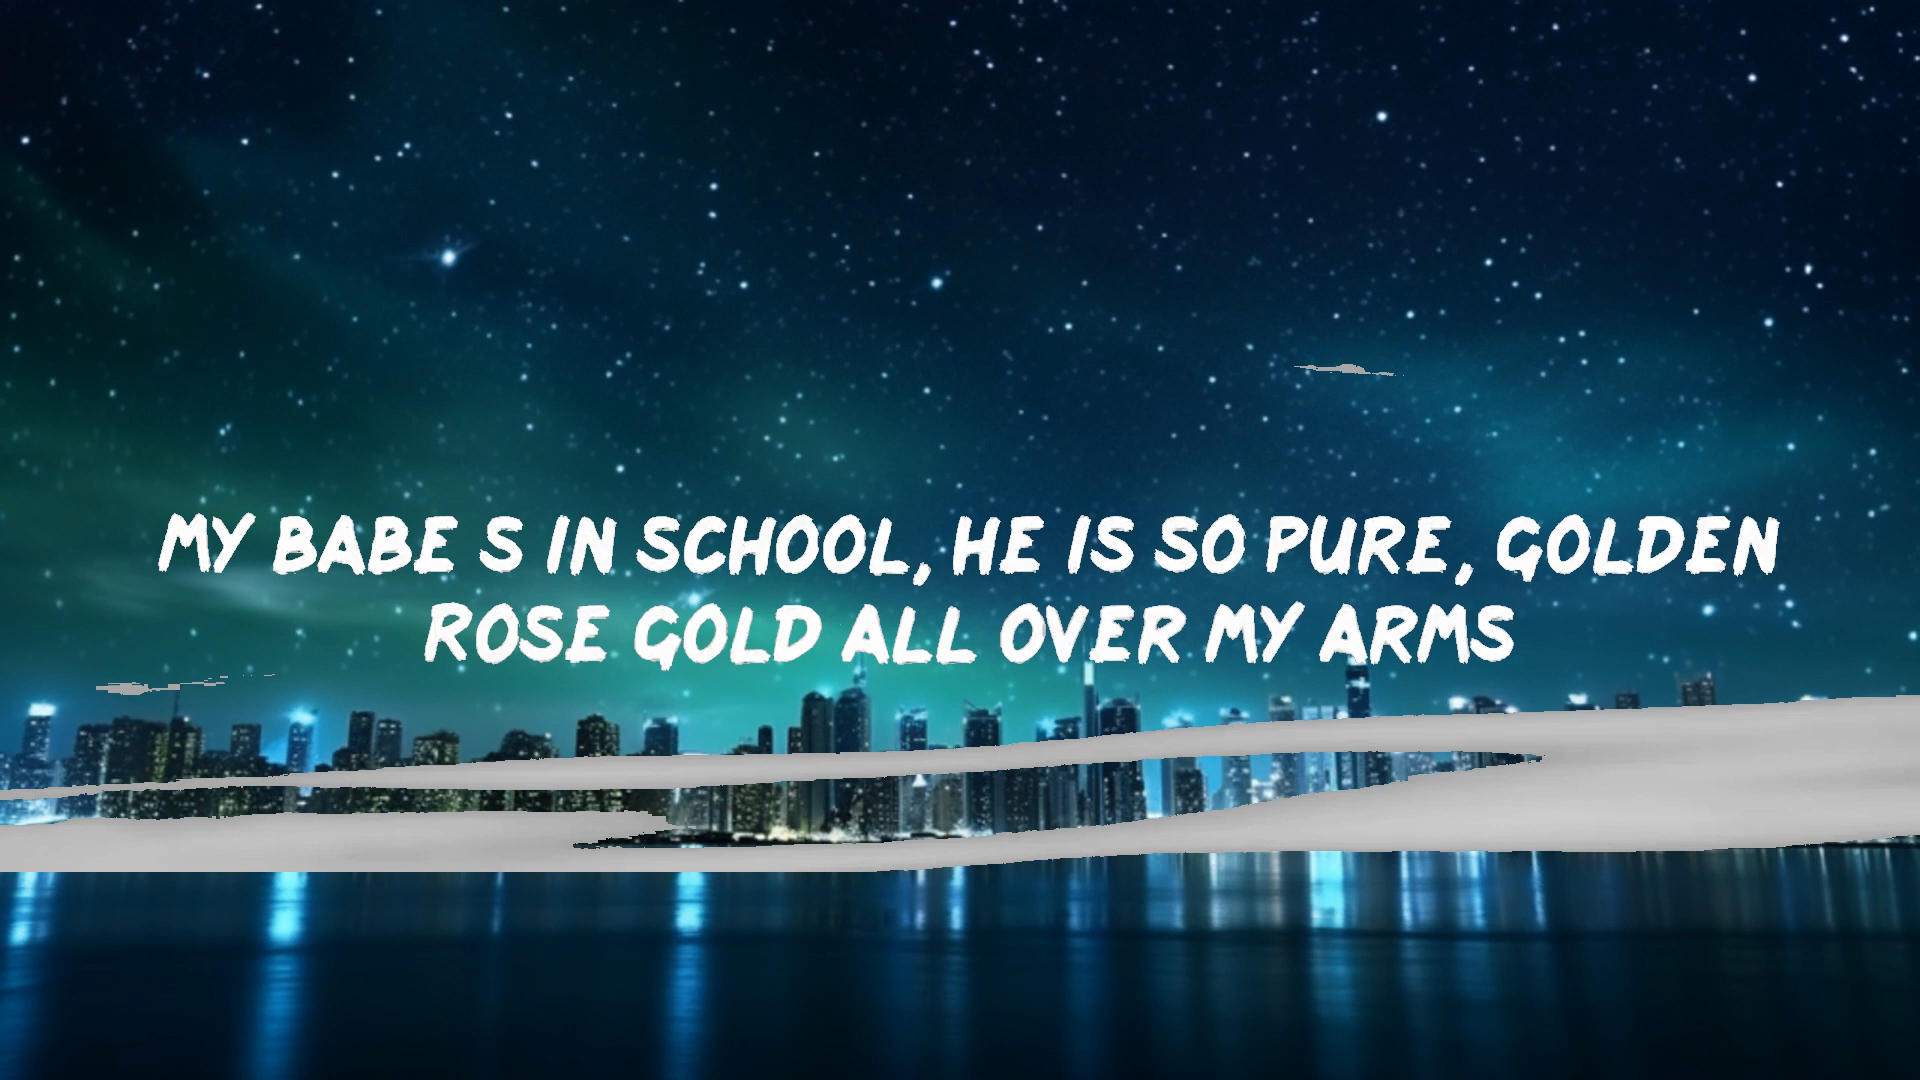 MY BABE S IN SCHOOL, HE IS SO PURE, GOLDEN
ROSE GOLD ALL OVER MY ARMS